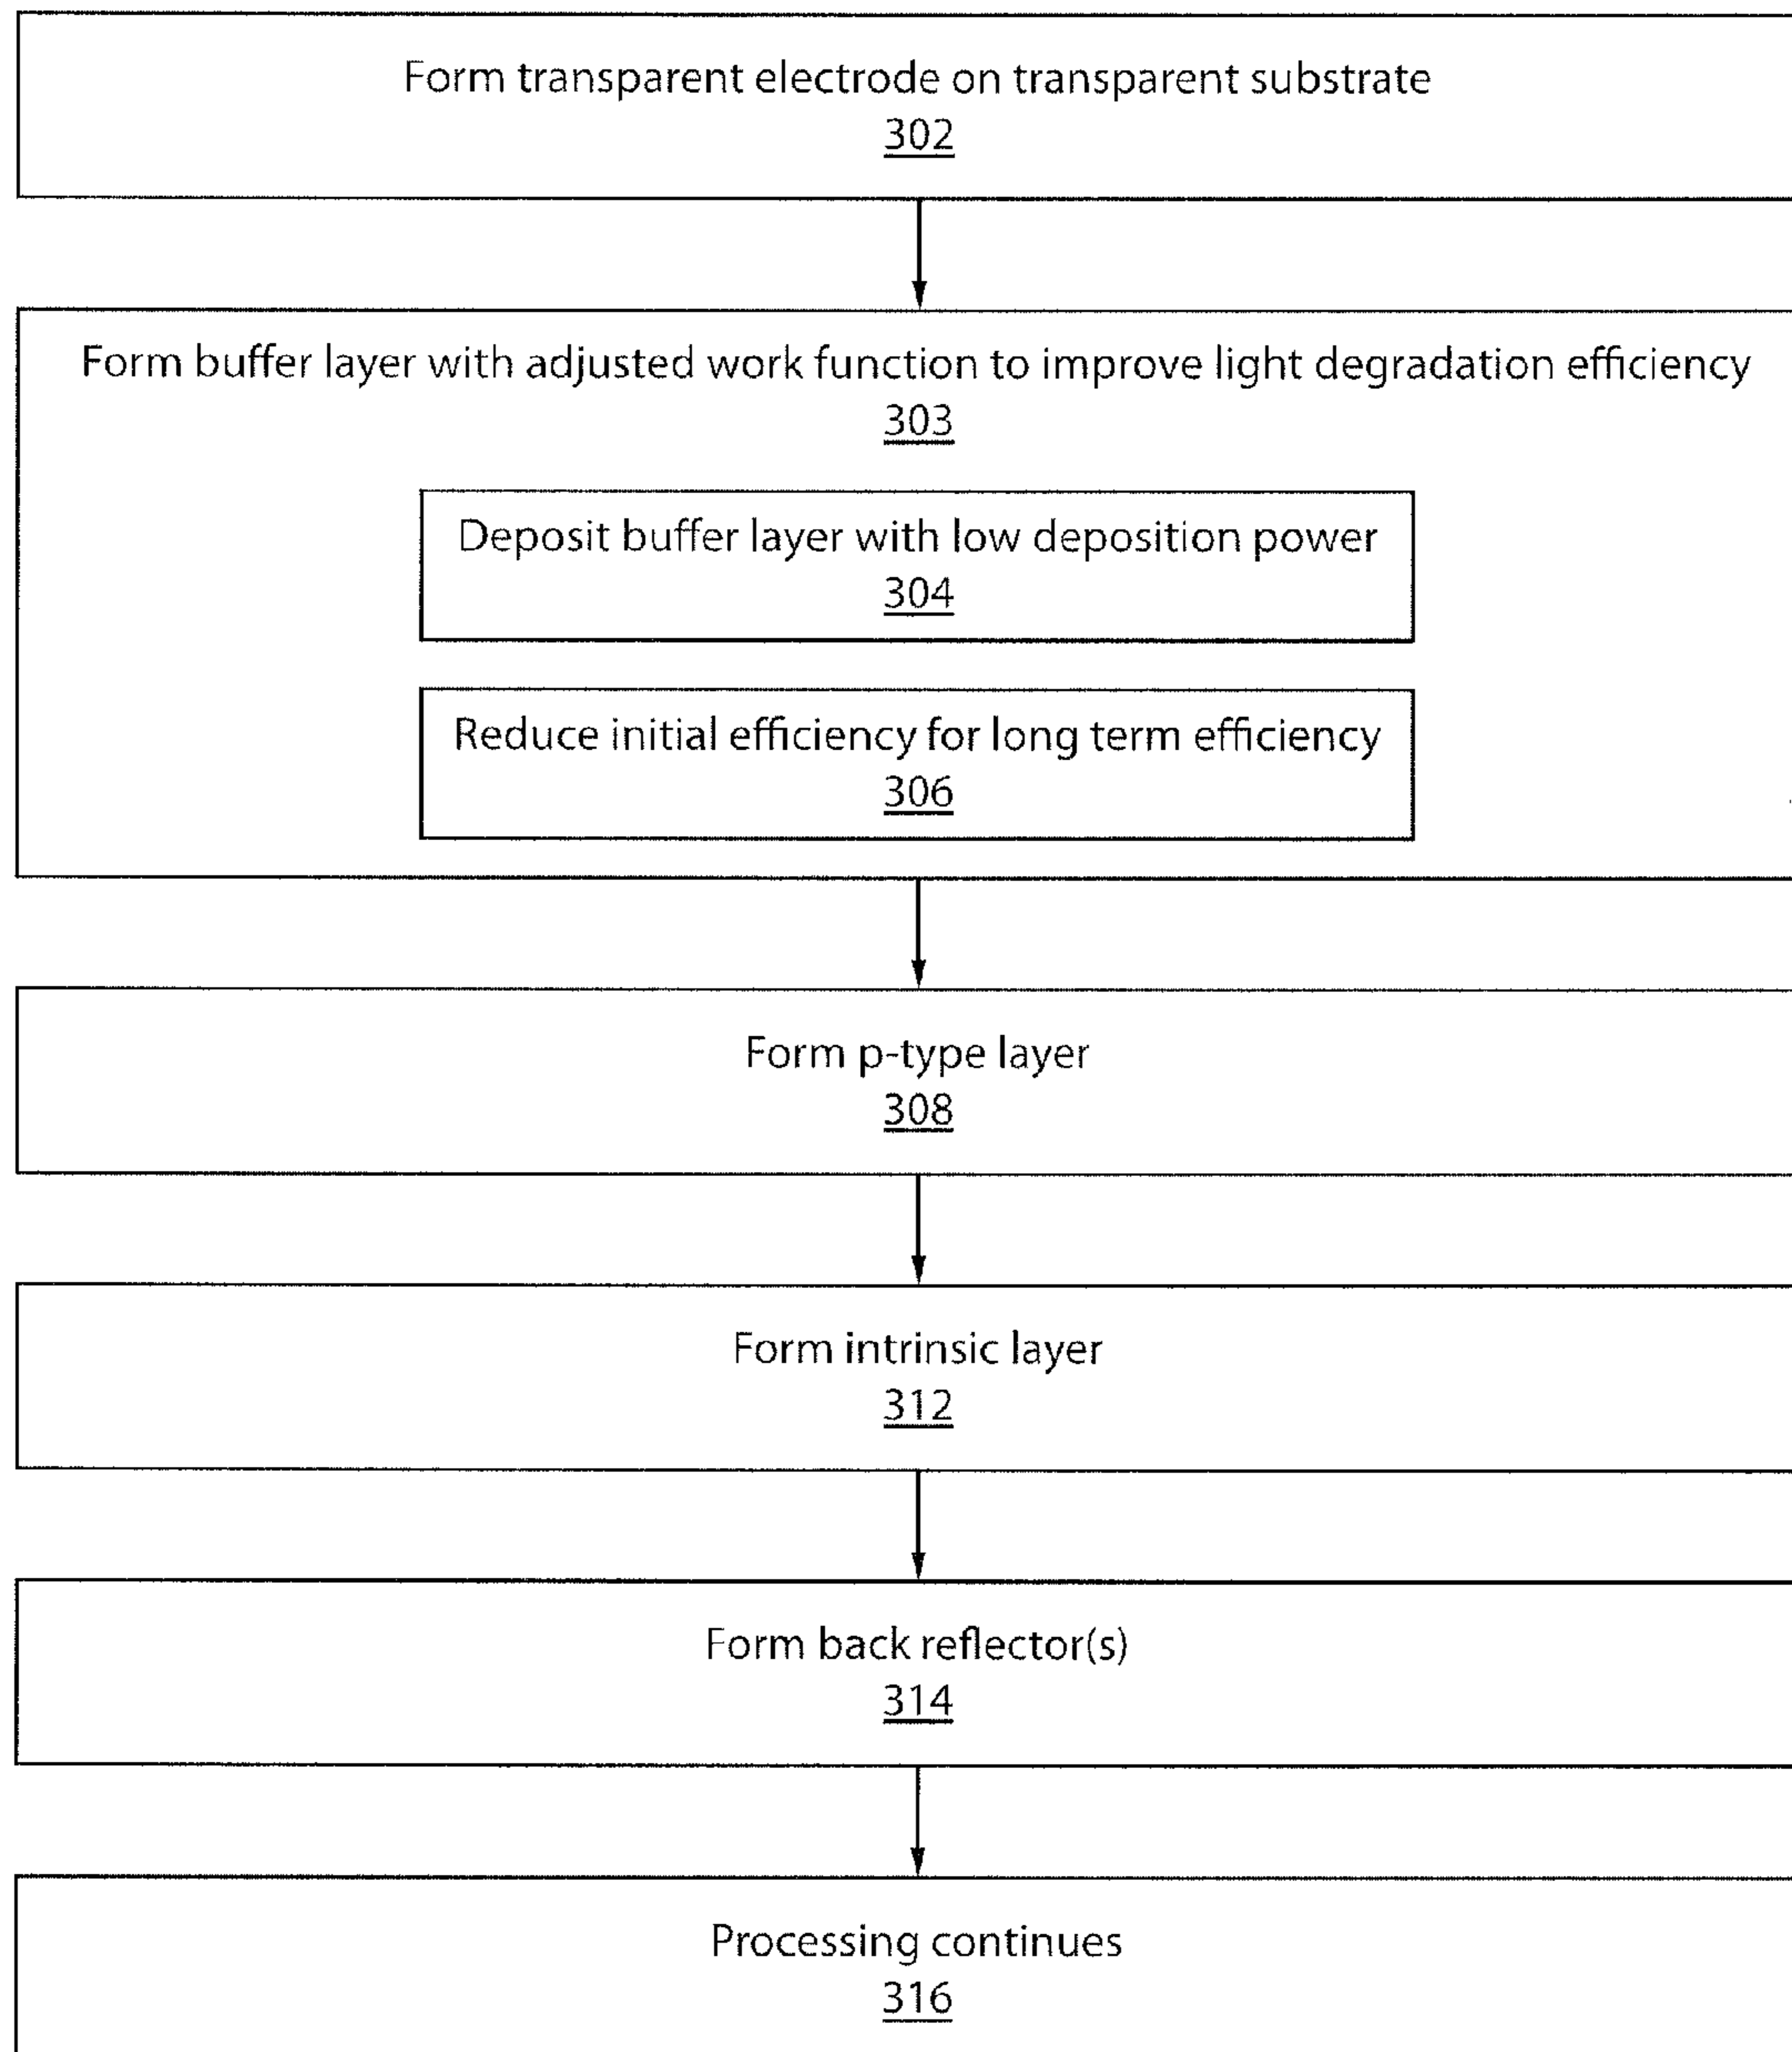 Form transparent electrode on transparent substrate
302
Form buffer layer with adjusted work function to improve light degradation efficiency
303
Deposit buffer layer with low deposition power
304
Reduce initial efficiency for long term efficiency
306
Form p-type layer
308
Form intrinsic layer
312
Form back reflector(s)
314
Processing continues
316